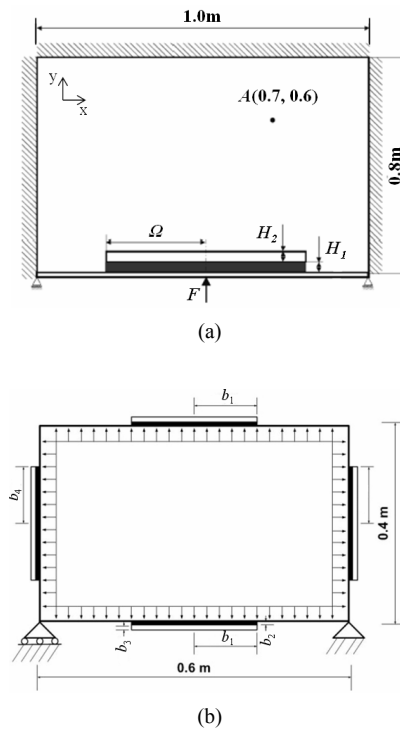 1.0m
y
x
A(0.7, 0.6)
0.8m
Ω
H2
H1
F
(a)
b1
b4
0.4 m
b3
b1
b2
0.6 m
(b)